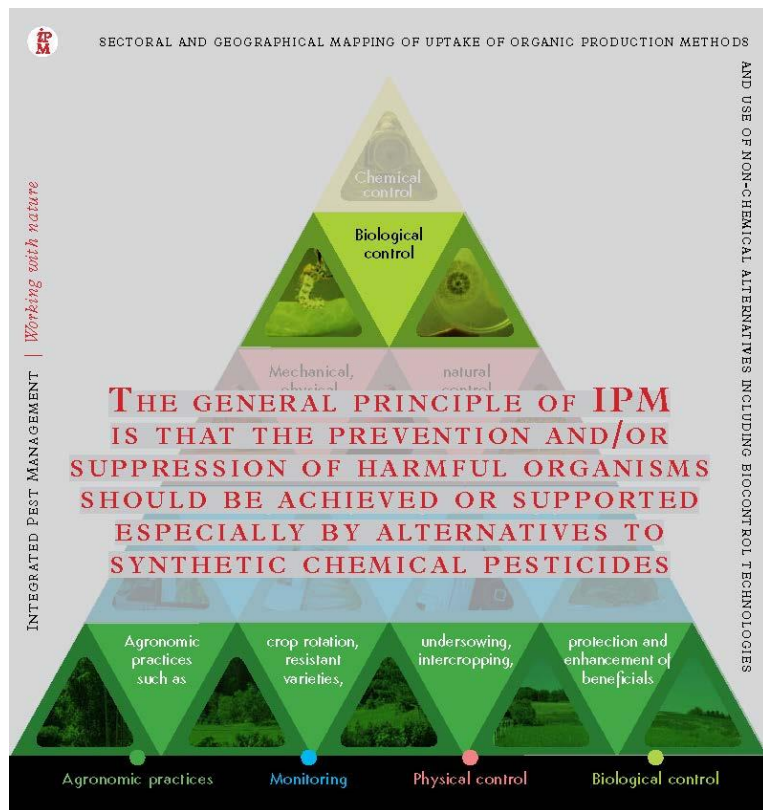 iP
M
SECTORAL AND GEOGRAPHICAL MAPPING OF UPTAKE OF ORGANIC PRODUCTION METHODS
AND USE OF NON-CHEMICAL ALTERNATIVES INCLUDING BIOCONTROL TECHNOLOGIES
INTEGRATED PEST MANAGEMENT | Working with nature
Chemical
control
Biological
control
Mechanical,
physical
natural
control
THE GENERAL PRINCIPLE OF IPM
IS THAT THE PREVENTION AND/OR
SUPPRESSION OF HARMFUL ORGANISMS
SHOULD BE ACHIEVED OR SUPPORTED
ESPECIALLY BY ALTERNATIVES TO
SYNTHETIC CHEMICAL PESTICIDES
Agronomic
practices
such as
crop rotation,
resistant
varieties,
undersowing,
intercropping,
protection and
enhancement of
beneficials
Agronomic practices
Monitoring
Physical control
Biological control